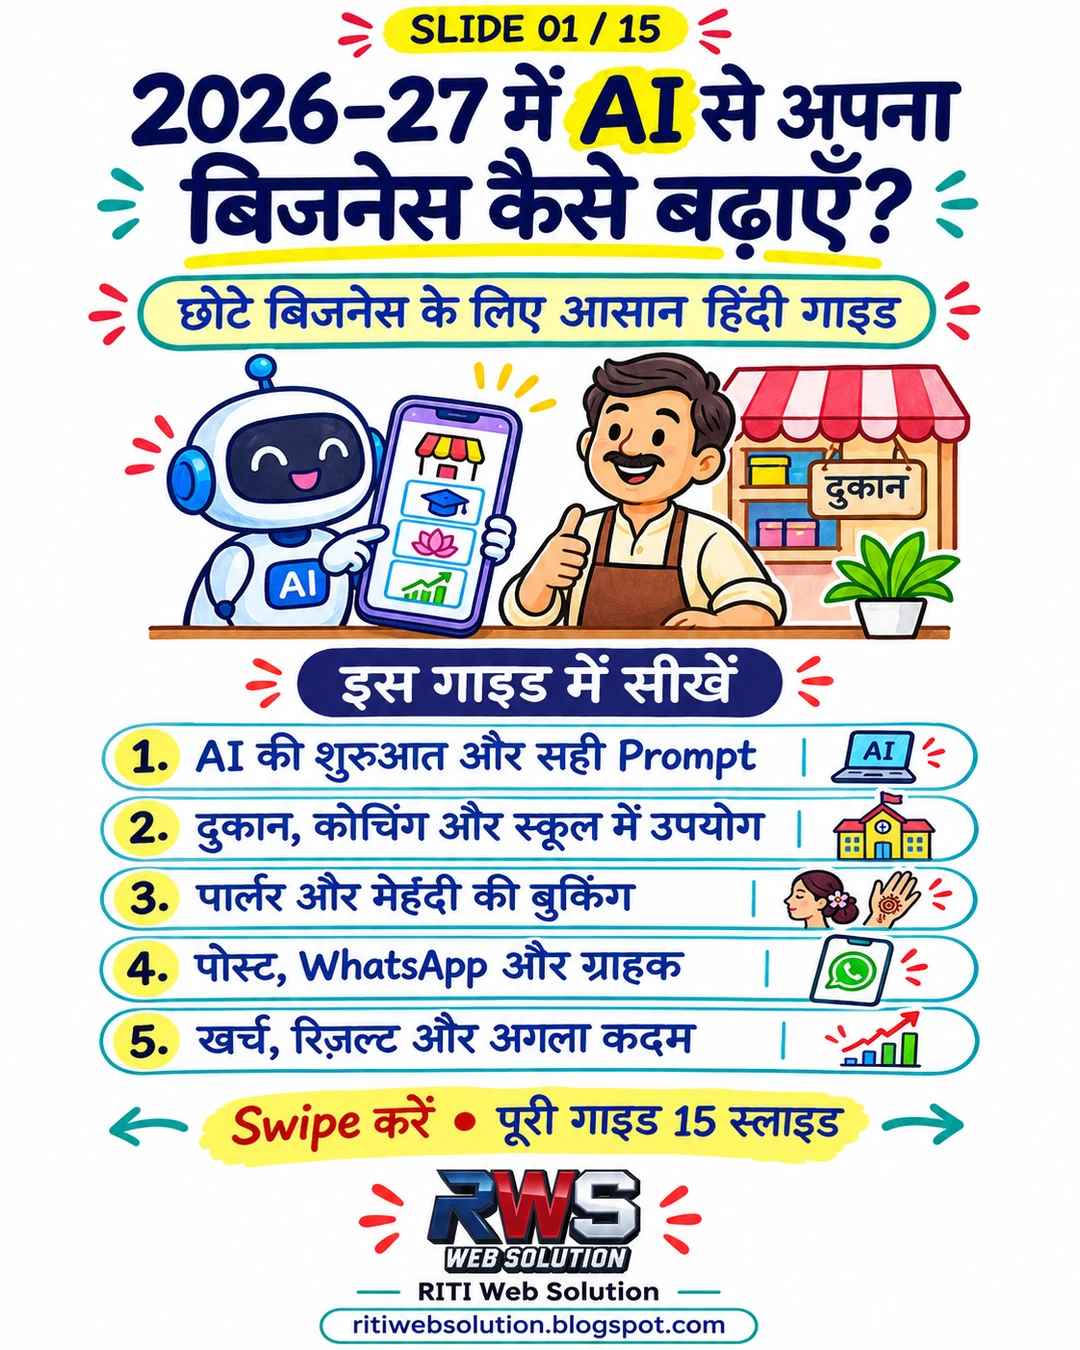 SLIDE 01 / 15
2026-27 में AI से अपना
बिजनेस कैसे बढ़ाएँ?
छोटे बिजनेस के लिए आसान हिंदी गाइड
AI
दुकान
इस गाइड में सीखें
1. AI की शुरुआत और सही Prompt
AI
2. दुकान, कोचिंग और स्कूल में उपयोग
3. पार्लर और मेहंदी की बुकिंग
4. पोस्ट, WhatsApp और ग्राहक
5. खर्च, रिज़ल्ट और अगला कदम
Swipe करें • पूरी गाइड 15 स्लाइड
RWS
WEB SOLUTION
RITI Web Solution
ritiwebsolution.blogspot.com